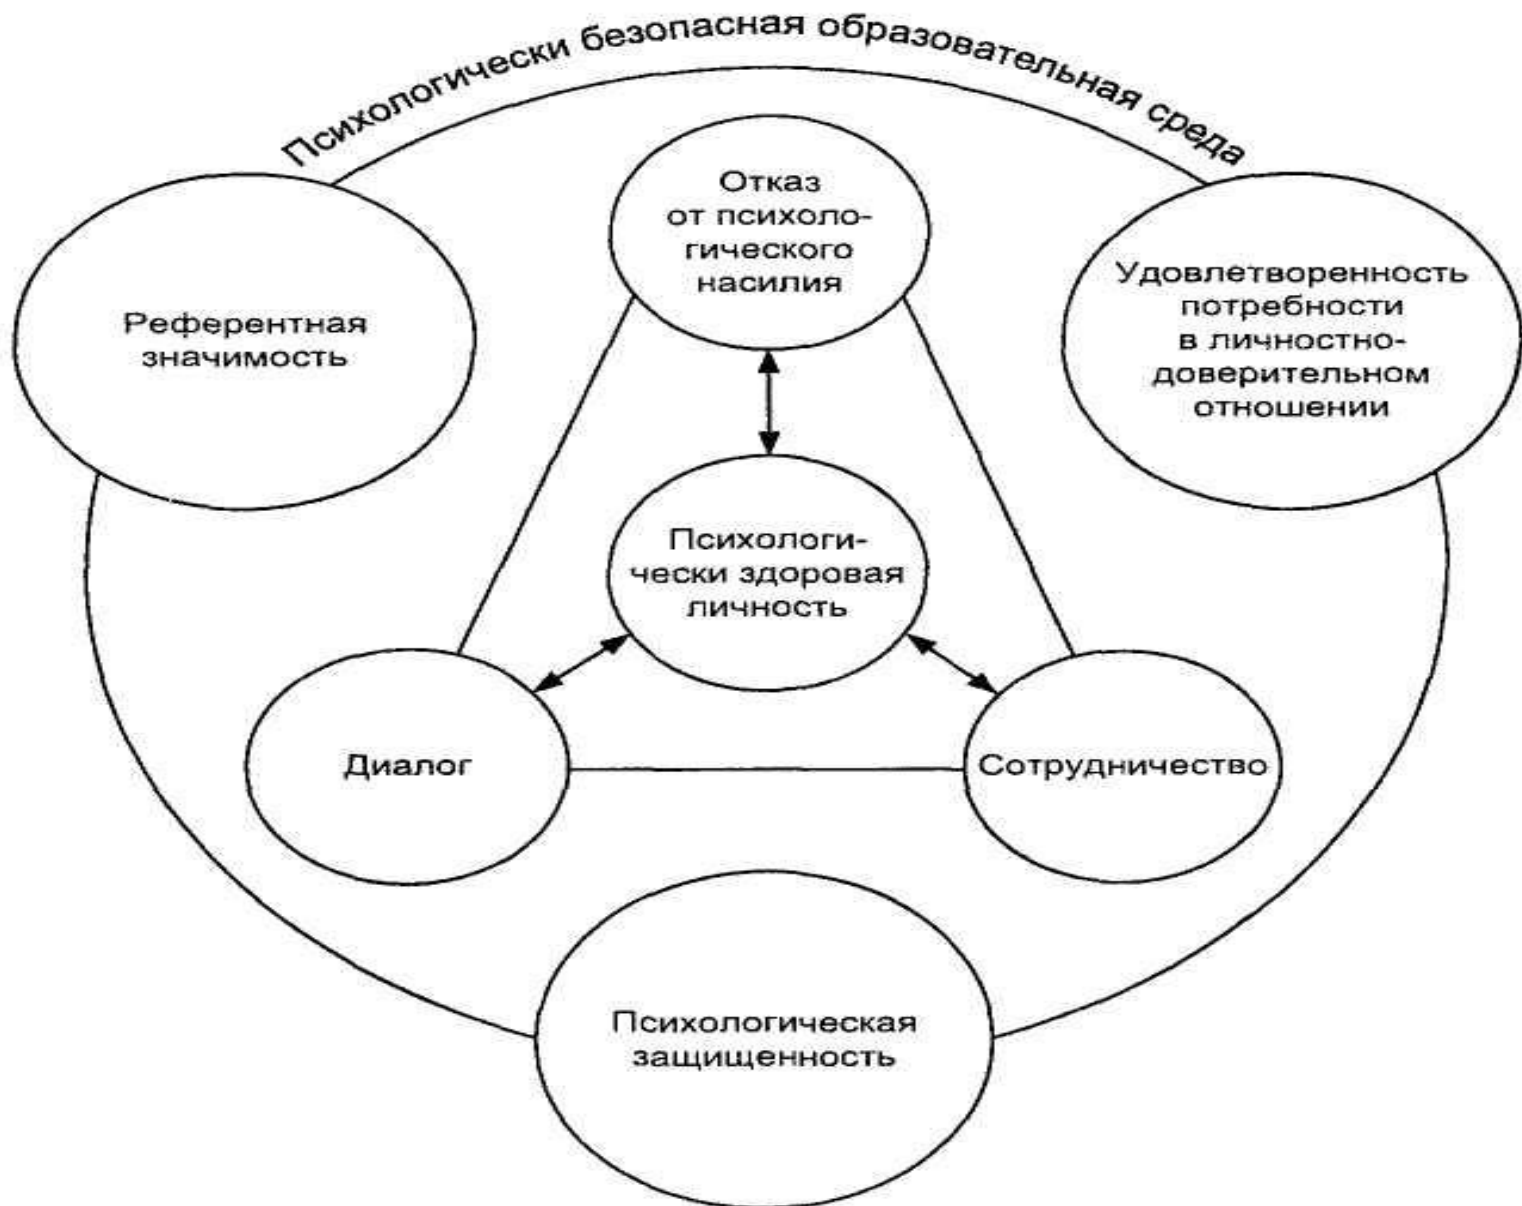 Психологически безопасная образовательная среда
Отказ
от психоло-
гического
насилия
Референтная
значимость
Удовлетворенность
потребности
в личностно-
доверительном
отношении
Психологи-
чески здоровая
личность
Диалог
Сотрудничество
Психологическая
защищенность